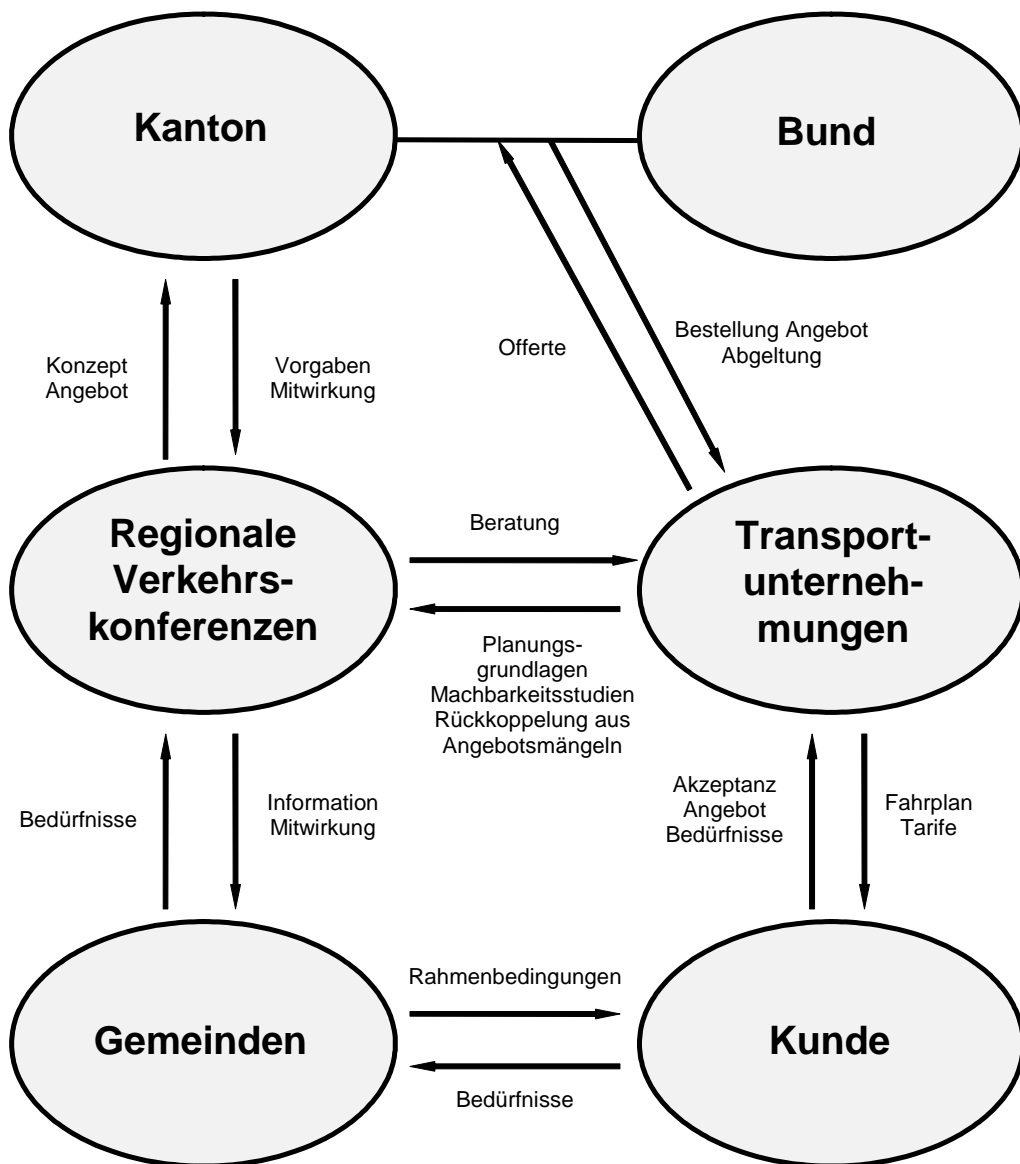 Kanton
Bund
Offerte
Bestellung Angebot
Abgeltung
Konzept
Angebot
Vorgaben
Mitwirkung
Regionale
Verkehrs-
konferenzen
Beratung
Transport-
unterneh-
mungen
Planungs-
grundlagen
Machbarkeitsstudien
Rückkoppelung aus
Angebotsmängeln
Bedürfnisse
Information
Mitwirkung
Akzeptanz
Angebot
Bedürfnisse
Fahrplan
Tarife
Gemeinden
Rahmenbedingungen
Bedürfnisse
Kunde